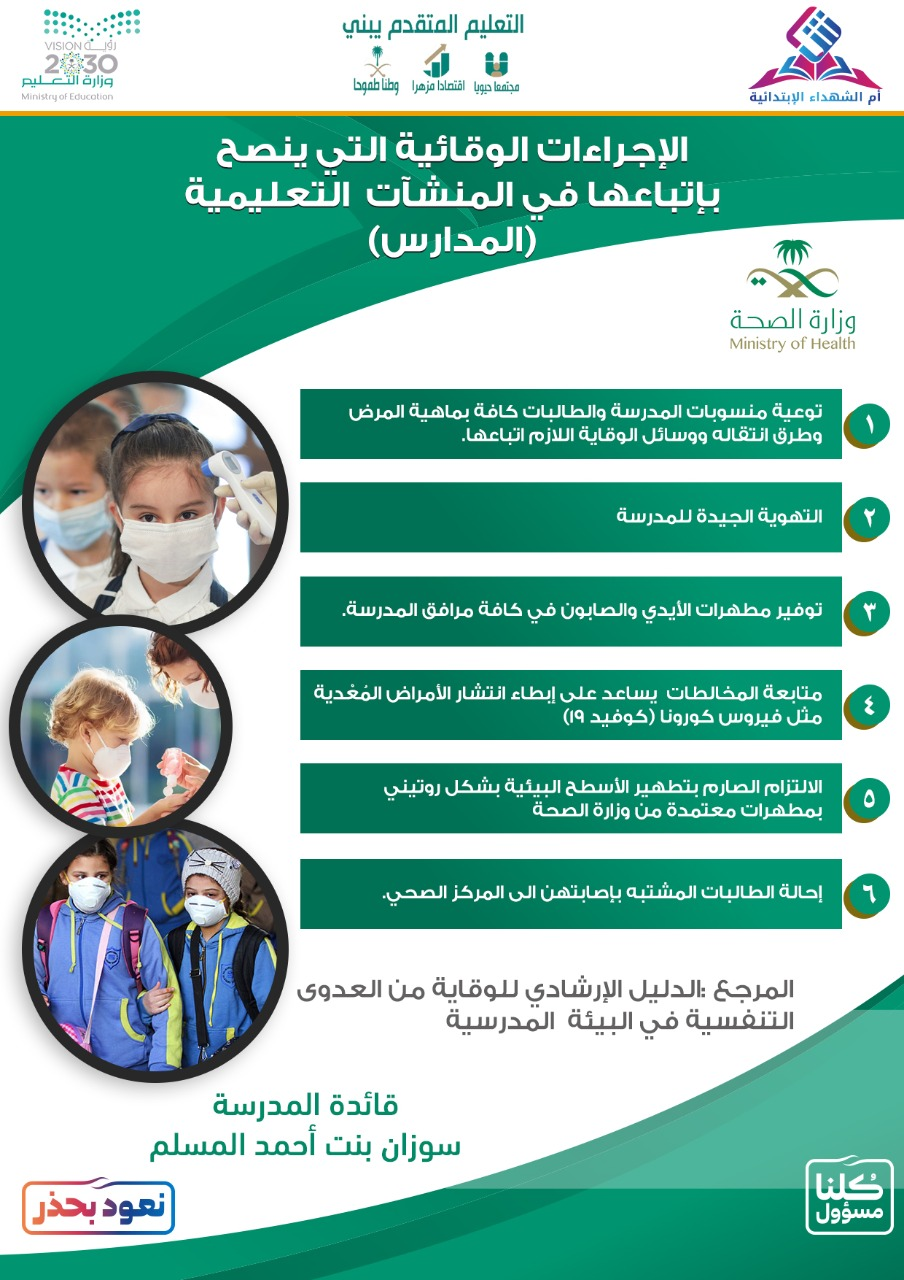 أم الشهداء الإبتدائية
التعليم المتقدم يبني
مجتمعا حيويا
اقتصادا مزهرا
وطنا طموحا
VISION رؤية
2030
وزارة التعليم
Ministry of Education
الإجراءات الوقائية التي ينصح
بإتباعها في المنشآت التعليمية
(المدارس)
وزارة الصحة
Ministry of Health
١
توعية منسوبات المدرسة والطالبات كافة بماهية المرض
وطرق انتقاله ووسائل الوقاية اللازم اتباعها.
٢
التهوية الجيدة للمدرسة
٣
توفير مطهرات الأيدي والصابون في كافة مرافق المدرسة.
٤
متابعة المخالطات يساعد على إبطاء انتشار الأمراض المُعْدية
مثل فيروس كورونا (كوفيد ١٩)
٥
الالتزام الصارم بتطهير الأسطح البيئية بشكل روتيني
بمطهرات معتمدة من وزارة الصحة
٦
إحالة الطالبات المشتبه بإصابتهن الى المركز الصحي.
المرجع :الدليل الإرشادي للوقاية من العدوى
التنفسية في البيئة المدرسية
قائدة المدرسة
سوزان بنت أحمد المسلم
كُلنا
مسؤول
نعود بحذر